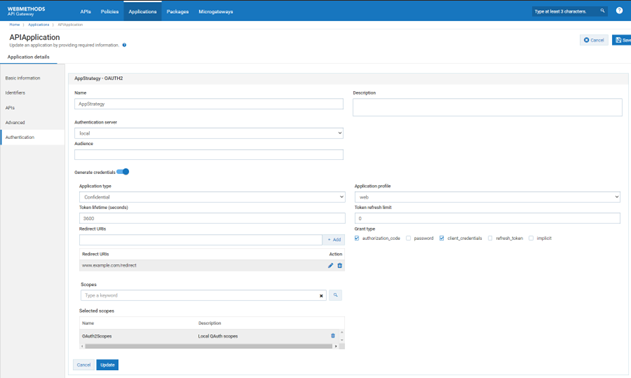 WEBMETHODS
API Gateway
APIs Policies Applications Packages Microgateways
Type at least 2 characters.
Home > Applications > APIApplication
APIApplication
Update an application by providing required information.
Cancel Save
Application details
Basic information
Identifiers
APIs
Advanced
Authentication
AppStrategy - OAUTH2
Name Description
AppStrategy
Authentication server
local
Audience
Generate credentials
Application type Application profile
Confidential web
Token lifetime (seconds) Token refresh limit
3600 0
Redirect URIs Grant type
+ Add authorization_code password client_credentials refresh_token implicit
Redirect URIs Action
www.example.com/redirect
Scopes
Type a keyword
Selected scopes
Name Description
OAuth2Scopes Local OAuth scopes
Cancel Update